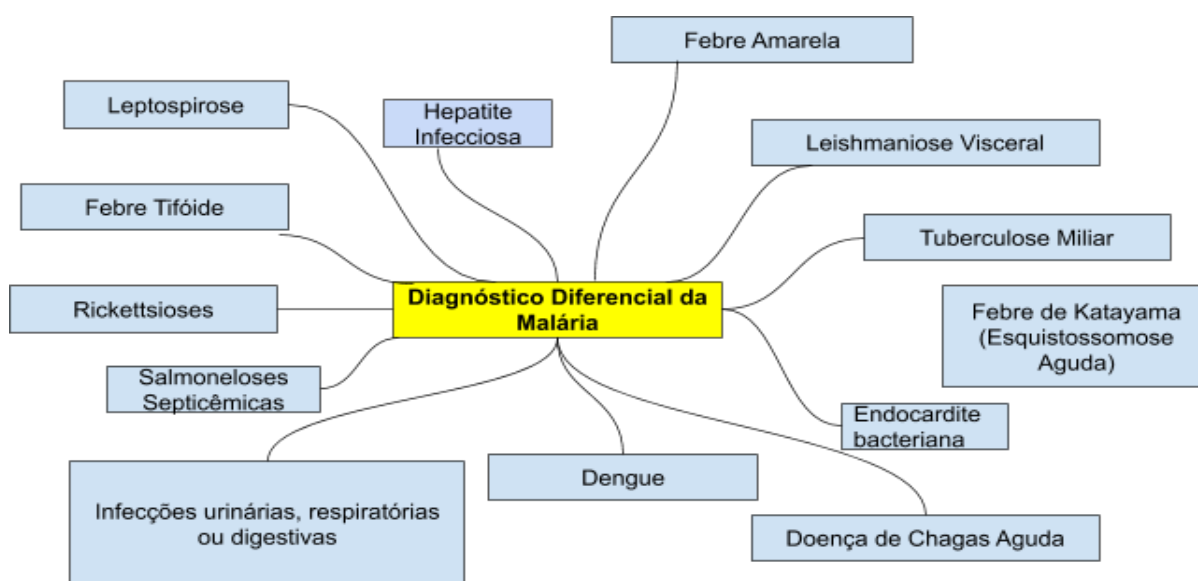 Febre Amarela
Leptospirose
Hepatite
Infecciosa
Leishmaniose Visceral
Febre Tifóide
Tuberculose Miliar
Rickettsioses
Diagnóstico Diferencial da
Malária
Febre de Katayama
(Esquistossomose
Aguda)
Salmoneloses
Septicêmicas
Endocardite
bacteriana
Infecções urinárias, respiratórias
ou digestivas
Dengue
Doença de Chagas Aguda